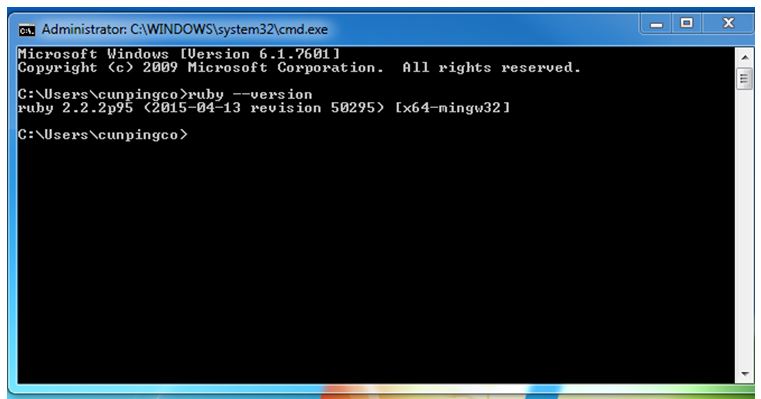 Administrator: C:\WINDOWS\system32\cmd.exe
Microsoft Windows [Version 6.1.7601]
Copyright (c) 2009 Microsoft Corporation.  All rights reserved.
C:\Users\cunpingco>ruby --version
ruby 2.2.2p95 (2015-04-13 revision 50295) [x64-mingw32]
C:\Users\cunpingco>